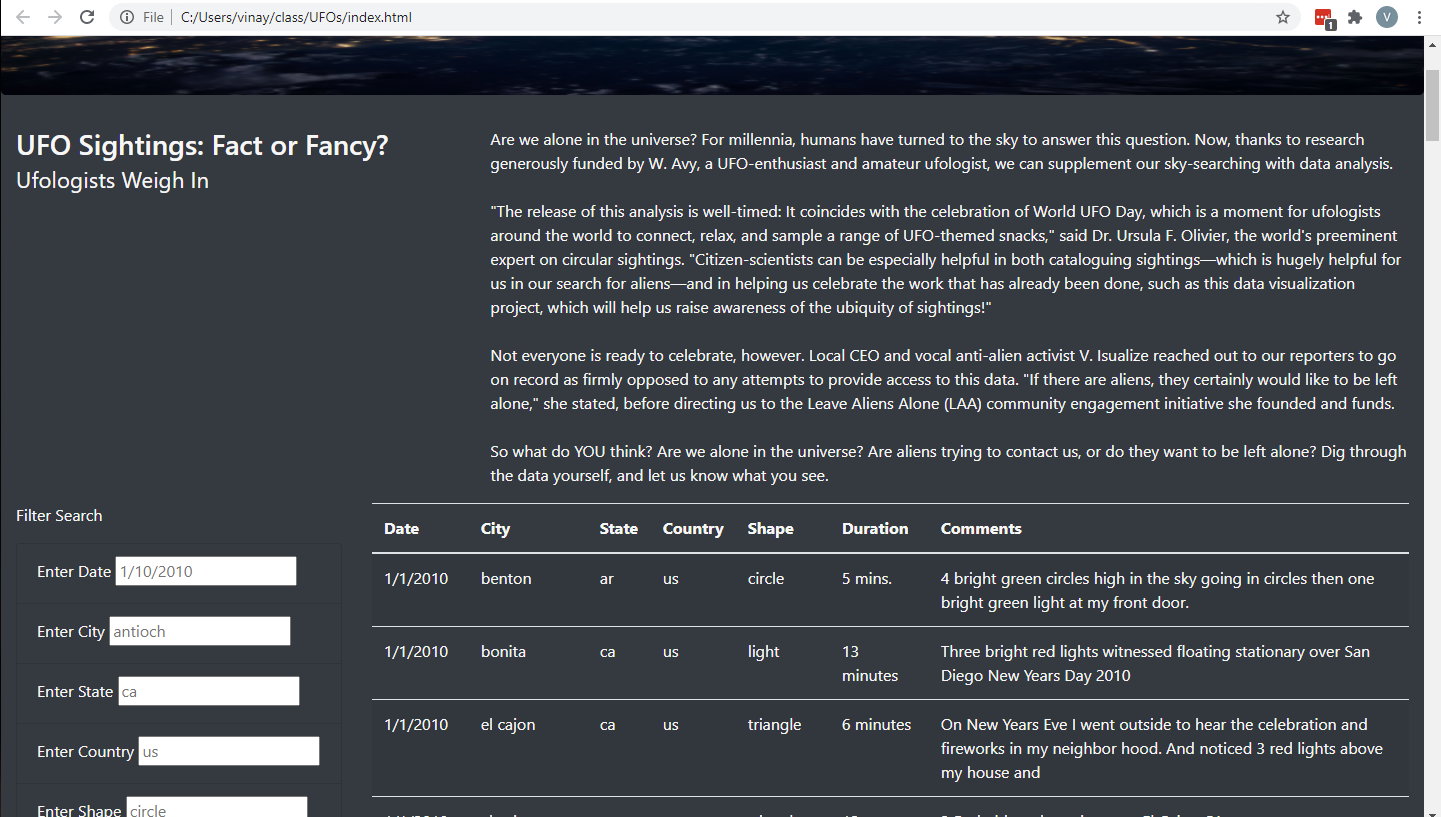 File | C:/Users/vinay/class/UFOs/index.html
1
V
UFO Sightings: Fact or Fancy?
Ufologists Weigh In
Are we alone in the universe? For millennia, humans have turned to the sky to answer this question. Now, thanks to research
generously funded by W. Avy, a UFO-enthusiast and amateur ufologist, we can supplement our sky-searching with data analysis.
"The release of this analysis is well-timed: It coincides with the celebration of World UFO Day, which is a moment for ufologists
around the world to connect, relax, and sample a range of UFO-themed snacks," said Dr. Ursula F. Olivier, the world's preeminent
expert on circular sightings. "Citizen-scientists can be especially helpful in both cataloguing sightings—which is hugely helpful for
us in our search for aliens—and in helping us celebrate the work that has already been done, such as this data visualization
project, which will help us raise awareness of the ubiquity of sightings!"
Not everyone is ready to celebrate, however. Local CEO and vocal anti-alien activist V. Isualize reached out to our reporters to go
on record as firmly opposed to any attempts to provide access to this data. "If there are aliens, they certainly would like to be left
alone," she stated, before directing us to the Leave Aliens Alone (LAA) community engagement initiative she founded and funds.
So what do YOU think? Are we alone in the universe? Are aliens trying to contact us, or do they want to be left alone? Dig through
the data yourself, and let us know what you see.
Filter Search
Enter Date 1/10/2010
Enter City antioch
Enter State ca
Enter Country us
Enter Shape circle
Date City State Country Shape Duration Comments
1/1/2010 benton ar us circle 5 mins. 4 bright green circles high in the sky going in circles then one
bright green light at my front door.
1/1/2010 bonita ca us light 13 Three bright red lights witnessed floating stationary over San
minutes Diego New Years Day 2010
1/1/2010 el cajon ca us triangle 6 minutes On New Years Eve I went outside to hear the celebration and
fireworks in my neighbor hood. And noticed 3 red lights above
my house and